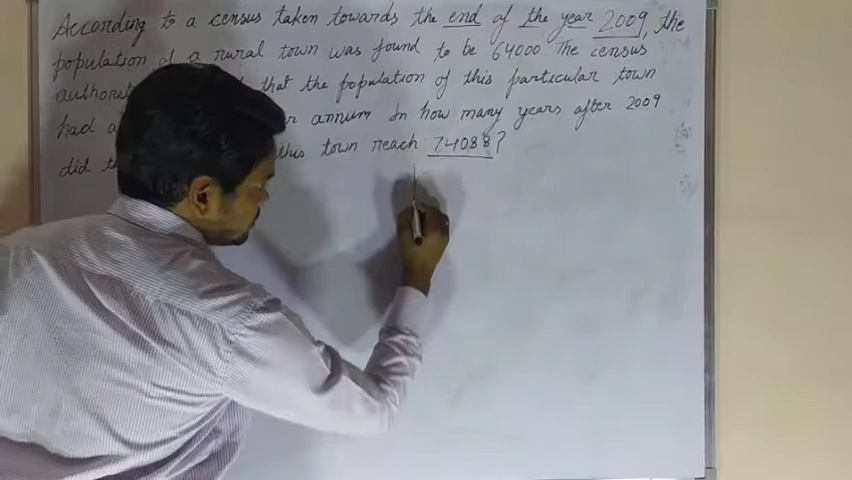 According to a census taken towards the end of the year 2009, the
population of a rural town was found to be 64000 The census
authorit that the population of this particular town
had a r annum In how many years after 2009
did th this town reach 74088?